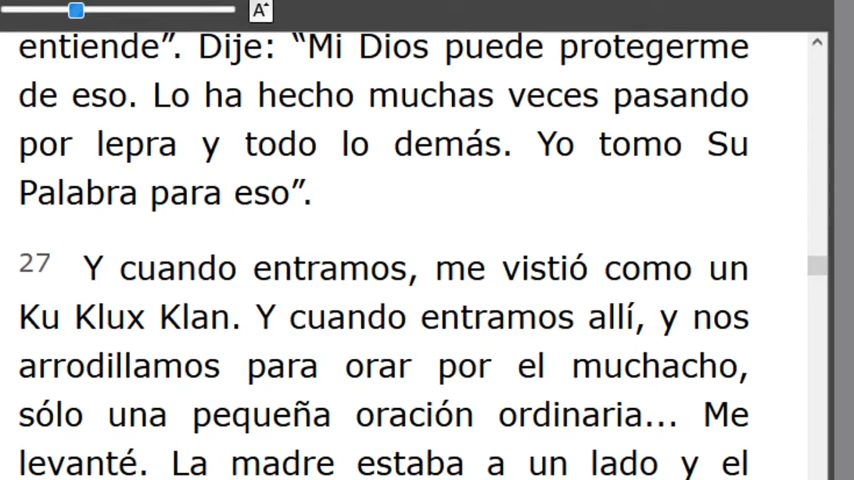 A
entiende”. Dije: “Mi Dios puede protegerme
de eso. Lo ha hecho muchas veces pasando
por lepra y todo lo demás. Yo tomo Su
Palabra para eso”.
27 Y cuando entramos, me vistió como un
Ku Klux Klan. Y cuando entramos allí, y nos
arrodillamos para orar por el muchacho,
sólo una pequeña oración ordinaria... Me
levanté. La madre estaba a un lado y el